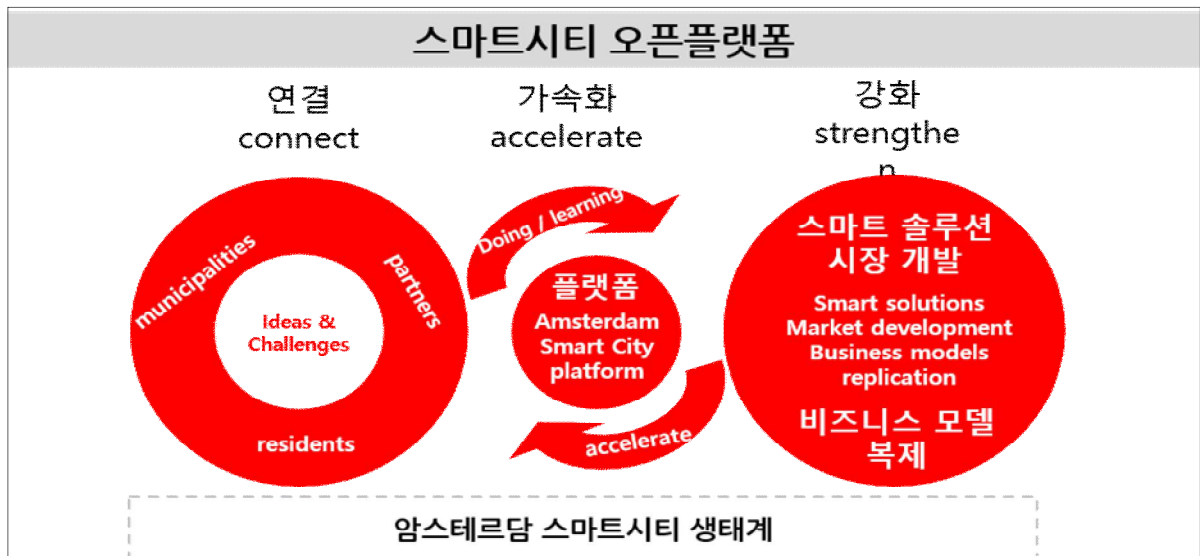 스마트시티 오픈플랫폼
연결
connect
가속화
accelerate
강화
strengthe
n
municipalities
partners
Ideas &
Challenges
residents
Doing / learning
플랫폼
Amsterdam
Smart City
platform
accelerate
스마트 솔루션
시장 개발
Smart solutions
Market development
Business models
replication
비즈니스 모델
복제
암스테르담 스마트시티 생태계